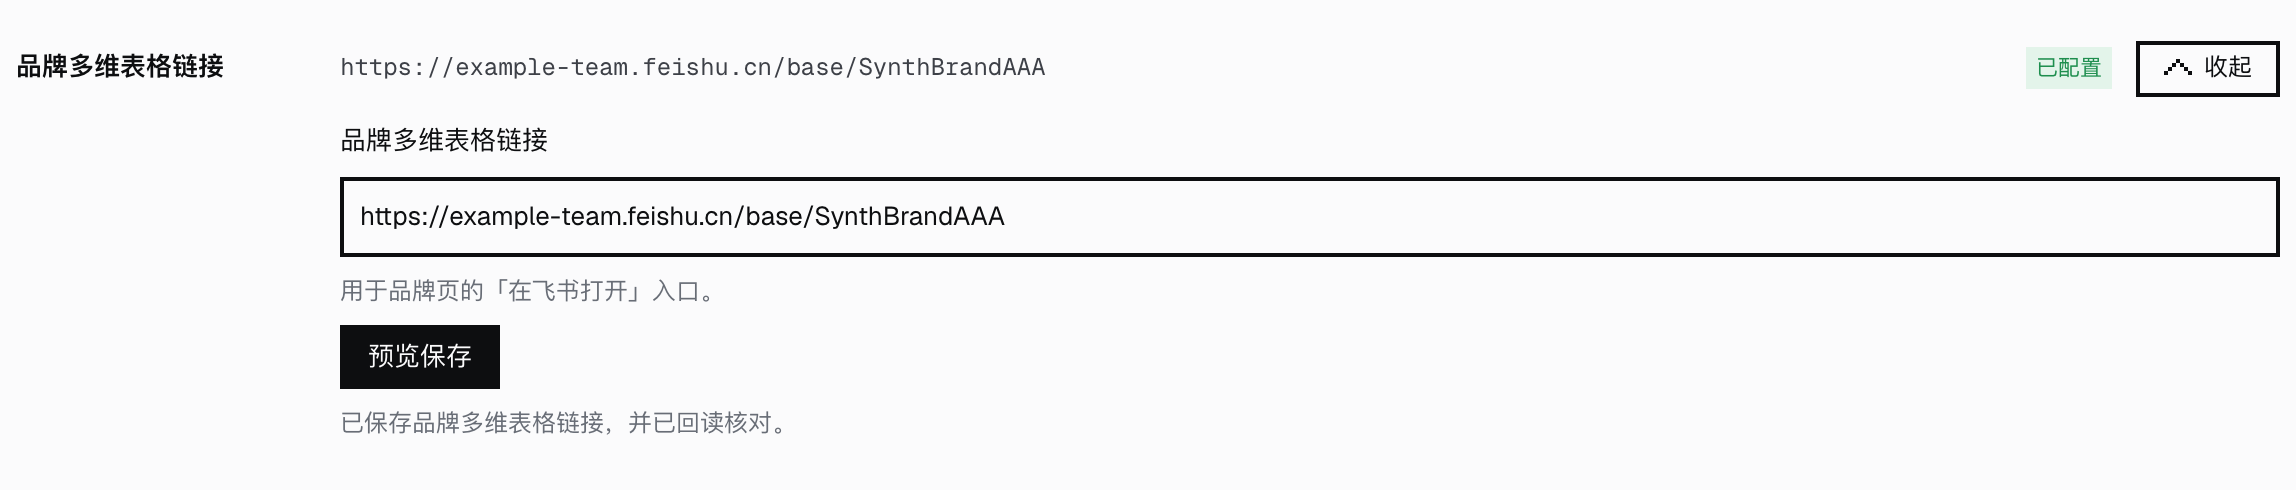 品牌多维表格链接 https://example-team.feishu.cn/base/SynthBrandAAA 已配置 收起
品牌多维表格链接
https://example-team.feishu.cn/base/SynthBrandAAA
用于品牌页的「在飞书打开」入口。
预览保存
已保存品牌多维表格链接，并已回读核对。